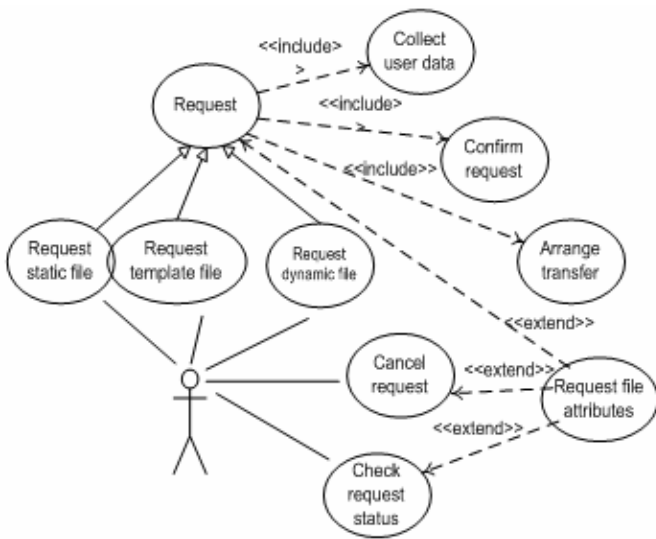 <<include>
>
Collect
user data
Request
<<include>
>
Confirm
request
<<include>>
Request
static file
Request
template file
Request
dynamic file
Arrange
transfer
<<extend>>
Cancel
request
<<extend>>
Request file
attributes
<<extend>>
Check
request
status